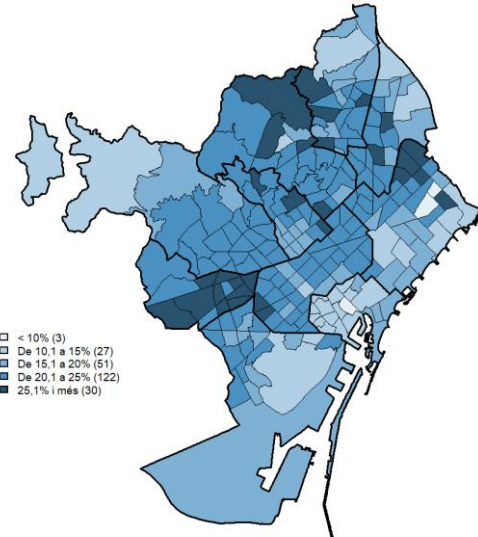 < 10% (3)
De 10,1 a 15% (27)
De 15,1 a 20% (51)
De 20,1 a 25% (122)
25,1% i més (30)